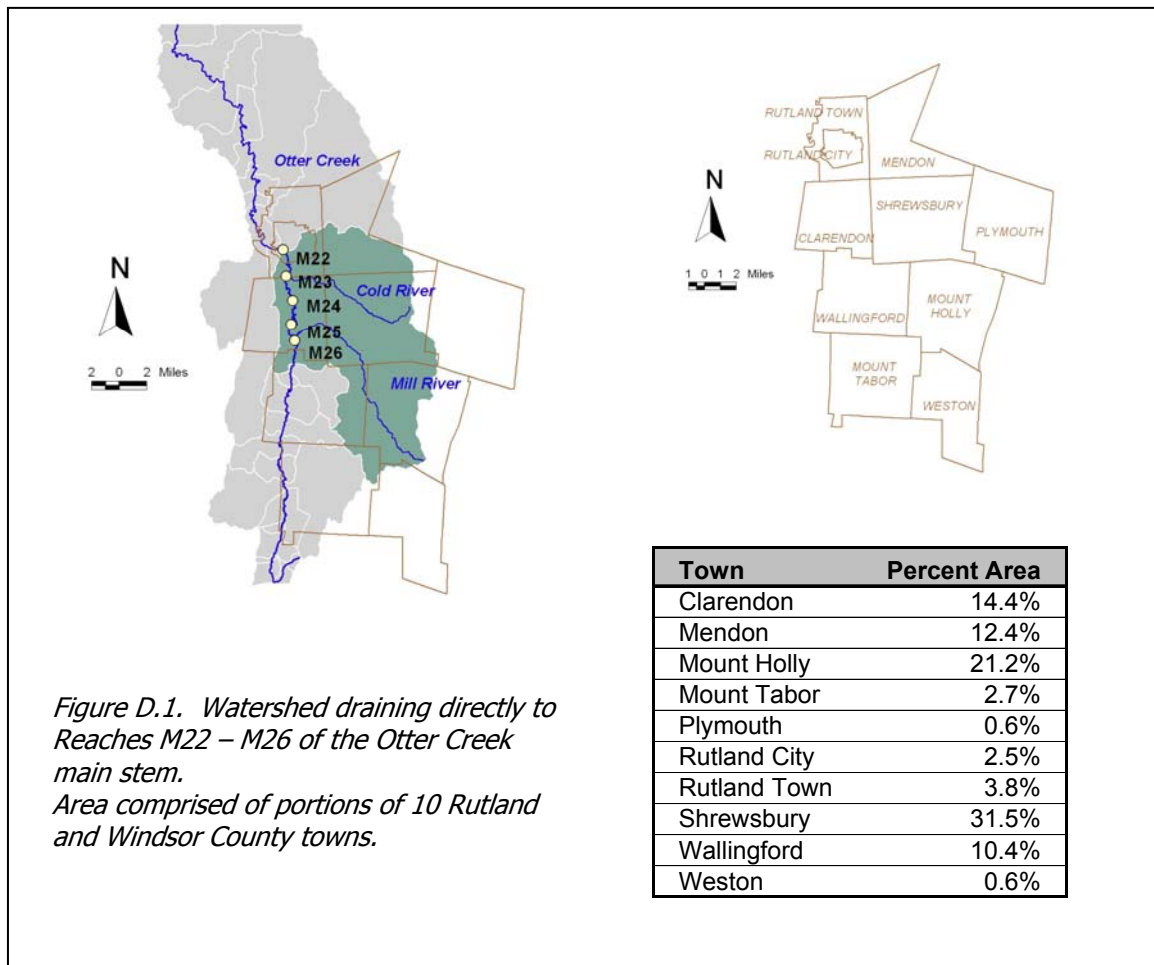 Otter Creek
N
M22
M23
Cold River
M24
M25
M26
Mill River
2 0 2 Miles
RUTLAND TOWN
RUTLAND CITY
MENDON
N
SHREWSBURY
PLYMOUTH
CLARENDON
1 0 1 2 Miles
WALLINGFORD
MOUNT
HOLLY
MOUNT
TABOR
WESTON
Town Percent Area
Clarendon 14.4%
Mendon 12.4%
Mount Holly 21.2%
Mount Tabor 2.7%
Plymouth 0.6%
Rutland City 2.5%
Rutland Town 3.8%
Shrewsbury 31.5%
Wallingford 10.4%
Weston 0.6%
Figure D.1. Watershed draining directly to
Reaches M22 – M26 of the Otter Creek
main stem.
Area comprised of portions of 10 Rutland
and Windsor County towns.